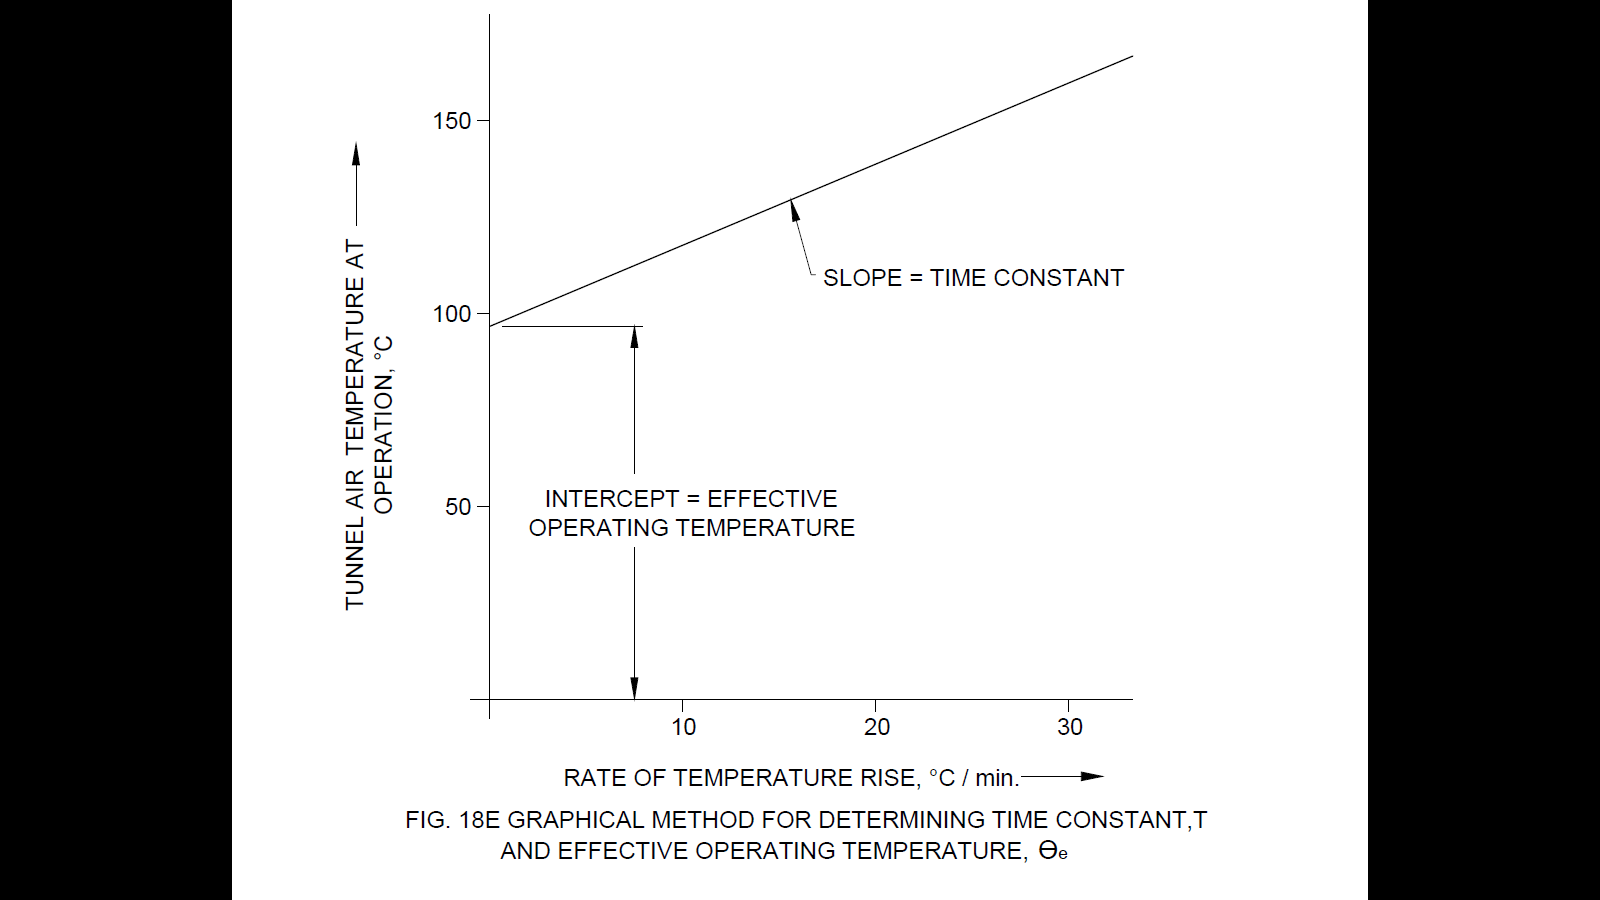 150
100
50
TUNNEL AIR TEMPERATURE AT
OPERATION, °C
SLOPE = TIME CONSTANT
INTERCEPT = EFFECTIVE
OPERATING TEMPERATURE
10 20 30
RATE OF TEMPERATURE RISE, °C / min.
FIG. 18E GRAPHICAL METHOD FOR DETERMINING TIME CONSTANT,T
AND EFFECTIVE OPERATING TEMPERATURE, Ɵe